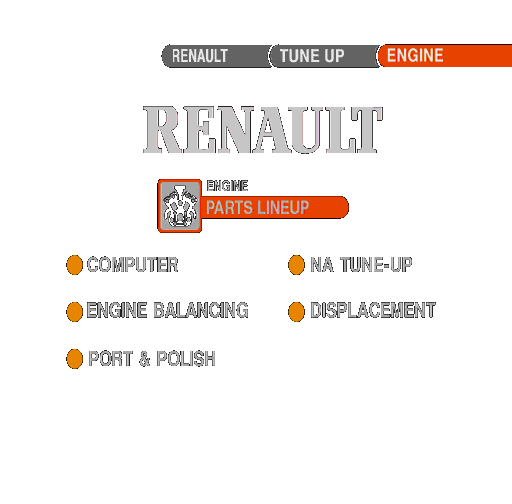 RENAULT TUNE UP ENGINE
RENAULT
ENGINE
PARTS LINEUP
COMPUTER NA TUNE-UP
ENGINE BALANCING DISPLACEMENT
PORT & POLISH